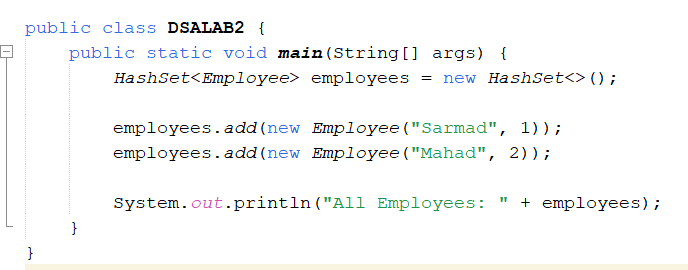 public class DSALAB2 {
public static void main(String[] args) {
HashSet<Employee> employees = new HashSet<>();
employees.add(new Employee("Sarmad", 1));
employees.add(new Employee("Mahad", 2));
System.out.println("All Employees: " + employees);
}
}